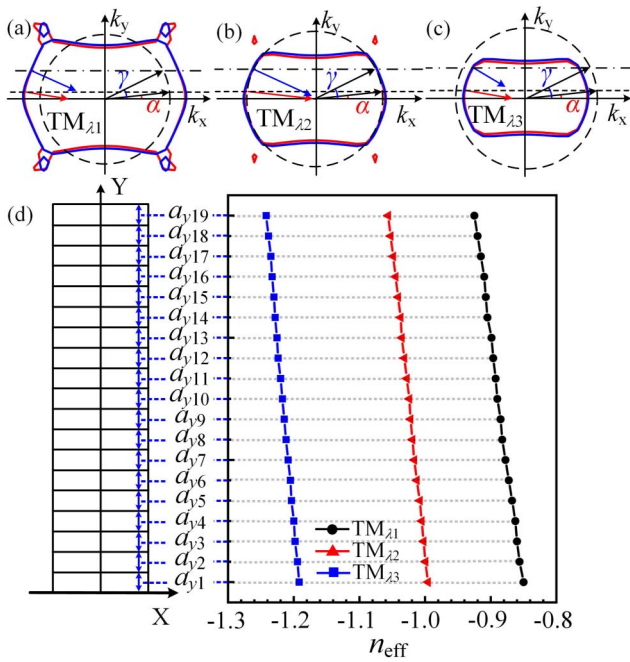 (a)
k_y
γ
α
TM_λ1
k_x
(b)
k_y
γ
α
TM_λ2
k_x
(c)
k_y
γ
α
TM_λ3
k_x
(d)
Y
a_y19
a_y18
a_y17
a_y16
a_y15
a_y14
a_y13
a_y12
a_y11
a_y10
a_y9
a_y8
a_y7
a_y6
a_y5
a_y4
a_y3
a_y2
a_y1
X
TM_λ1
TM_λ2
TM_λ3
-1.3 -1.2 -1.1 -1.0 -0.9 -0.8
n_eff